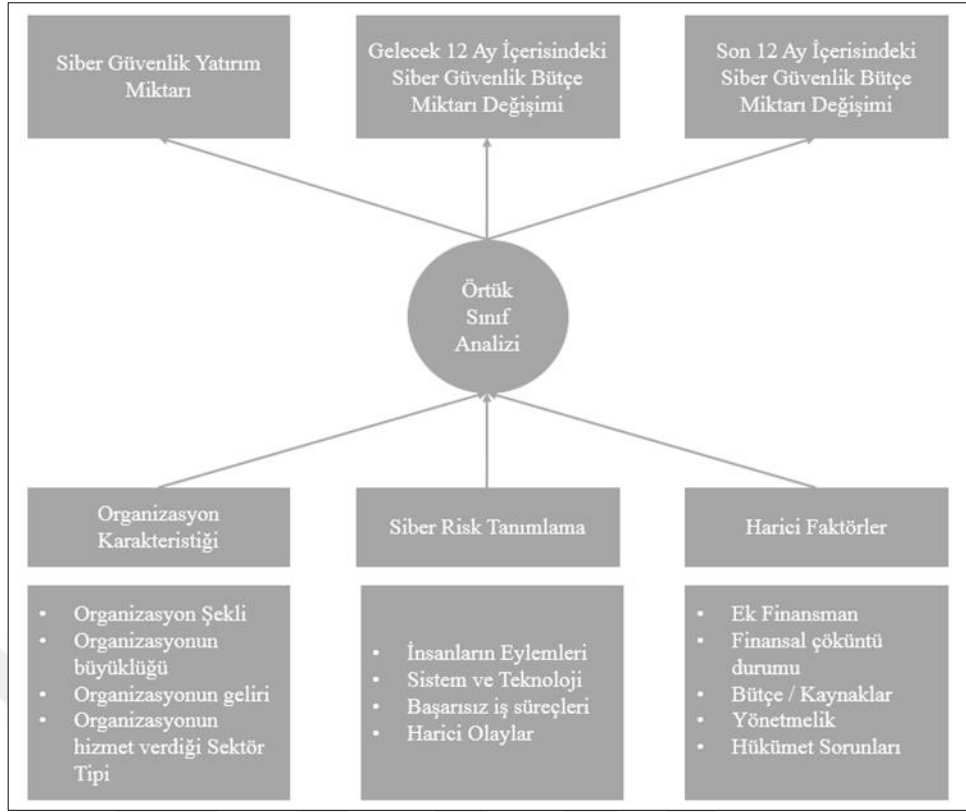 Siber Güvenlik Yatırım
Miktarı
Gelecek 12 Ay İçerisindeki
Siber Güvenlik Bütçe
Miktarı Değişimi
Son 12 Ay İçerisindeki
Siber Güvenlik Bütçe
Miktarı Değişimi
Örtük
Sınıf
Analizi
Organizasyon
Karakteristiği
Siber Risk Tanımlama
Harici Faktörler
• Organizasyon Şekli
• Organizasyonun
büyüklüğü
• Organizasyonun geliri
• Organizasyonun
hizmet verdiği Sektör
Tipi
• İnsanların Eylemleri
• Sistem ve Teknoloji
• Başarısız iş süreçleri
• Harici Olaylar
• Ek Finansman
• Finansal çöküntü
durumu
• Bütçe / Kaynaklar
• Yönetmelik
• Hükümet Sorunları